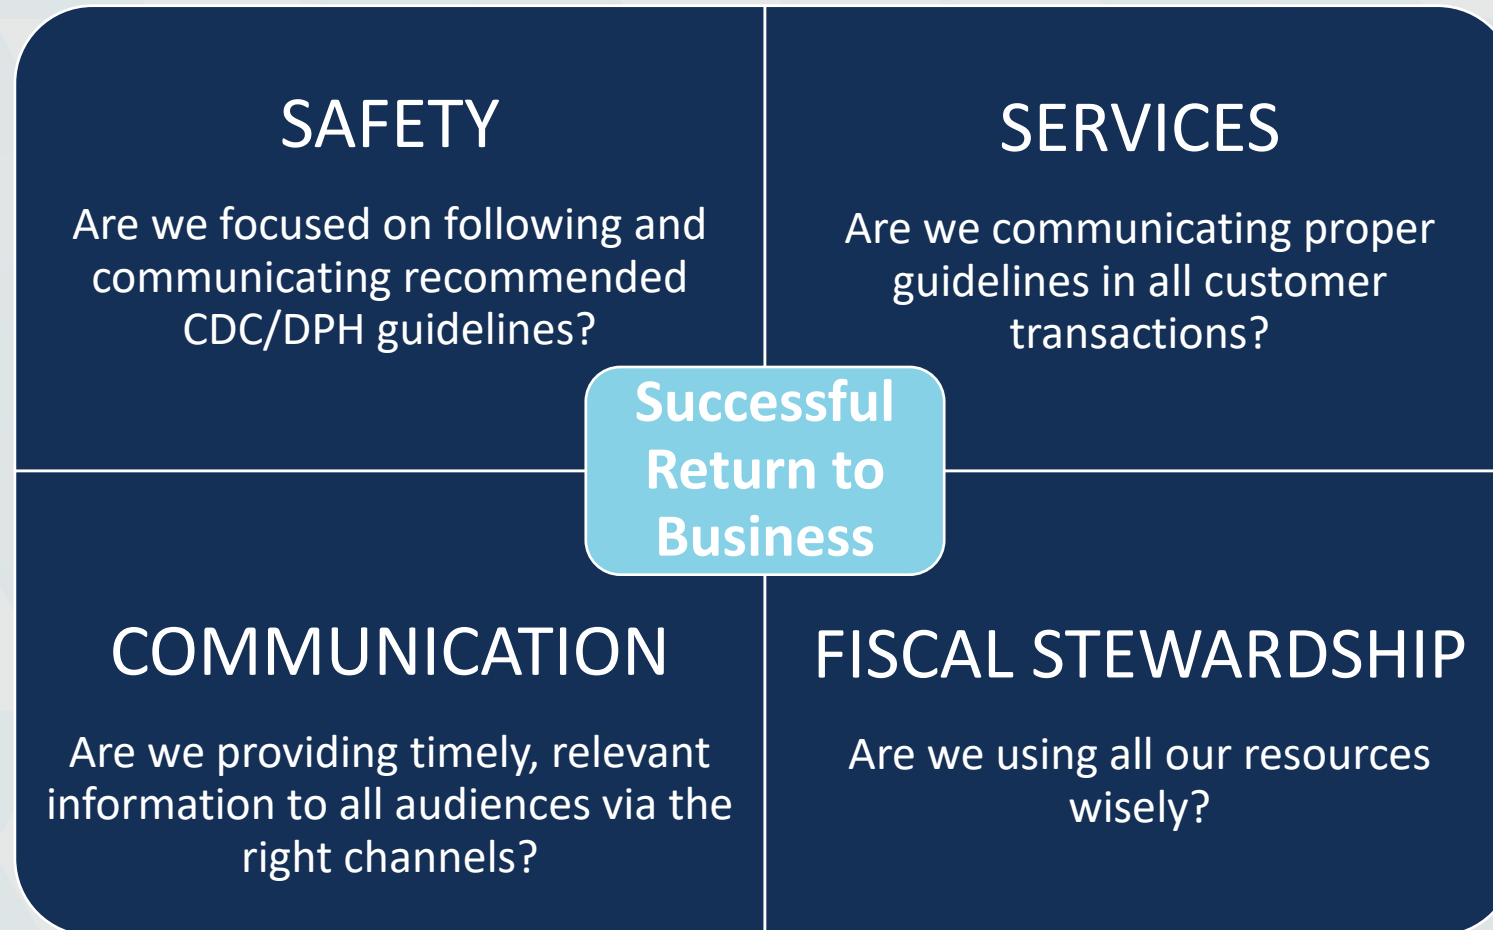 SAFETY
Are we focused on following and
communicating recommended
CDC/DPH guidelines?
SERVICES
Are we communicating proper
guidelines in all customer
transactions?
Successful
Return to
Business
COMMUNICATION
Are we providing timely, relevant
information to all audiences via the
right channels?
FISCAL STEWARDSHIP
Are we using all our resources
wisely?